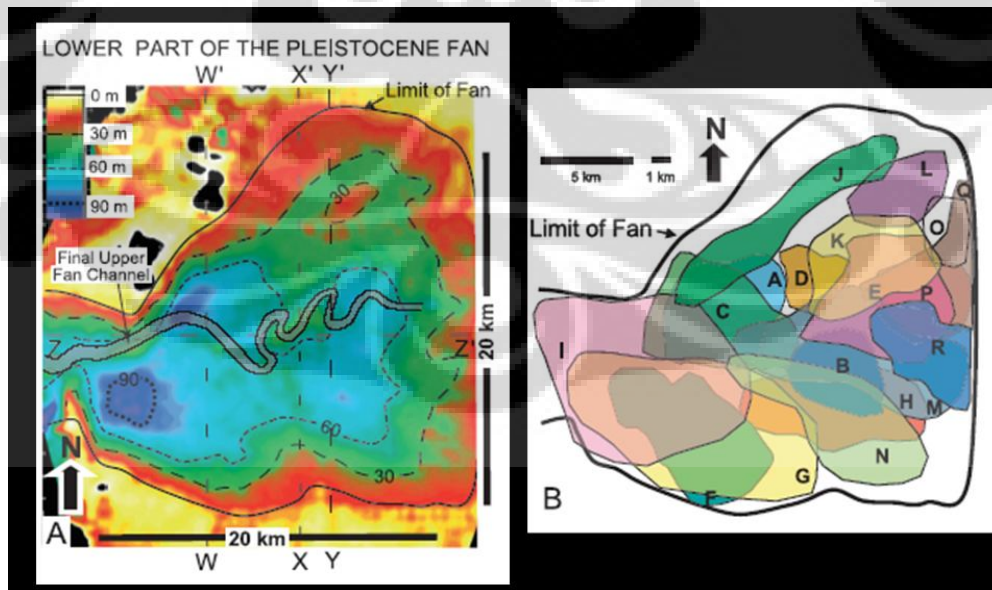 LOWER PART OF THE PLEISTOCENE FAN
W' X' Y'
Limit of Fan
0 m
30 m
60 m
90 m
30
Final Upper
Fan Channel
Z Z'
20 km
90
60
30
N
A
20 km
W X Y
N
5 km 1 km
Limit of Fan
J
L
Q
O
K
A
D
E
P
C
I
R
B
H
M
N
G
F
B